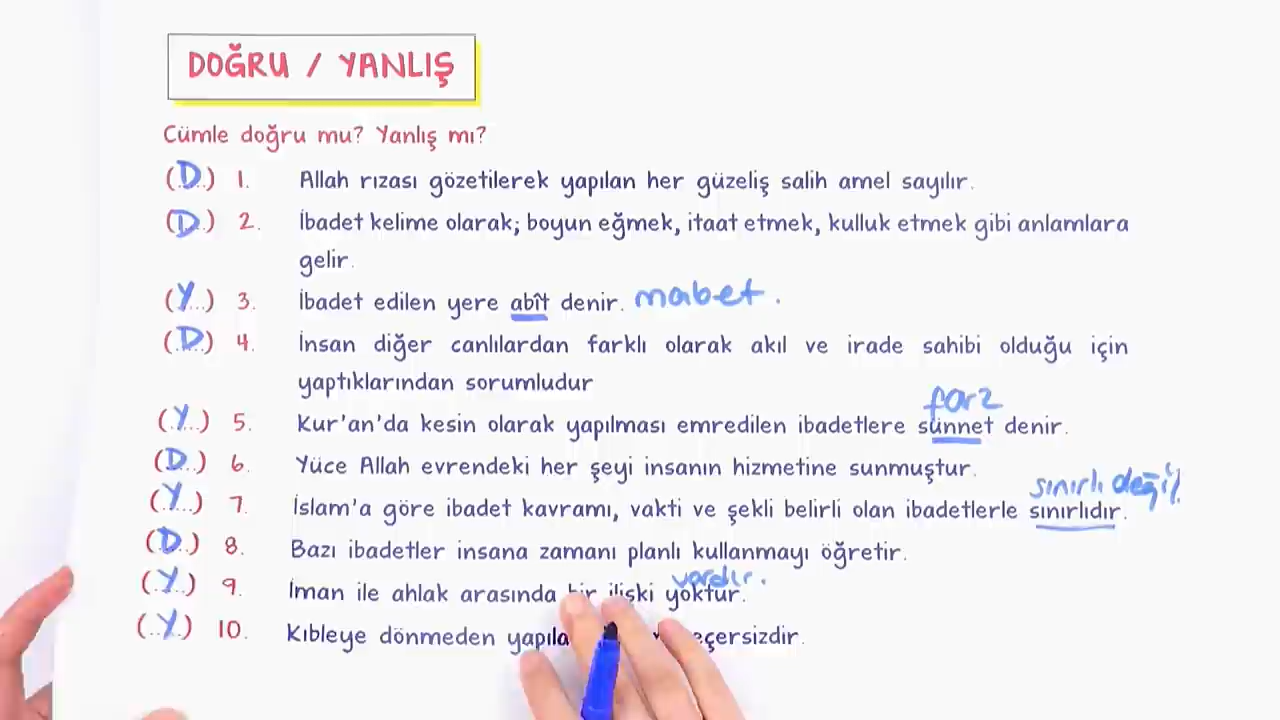 DOĞRU / YANLIŞ
Cümle doğru mu? Yanlış mı?
(.D.) 1. Allah rızası gözetilerek yapılan her güzeliş salih amel sayılır.
(.D.) 2. İbadet kelime olarak; boyun eğmek, itaat etmek, kulluk etmek gibi anlamlara
gelir.
(.Y..) 3. İbadet edilen yere abît denir. mabet.
(.D.) 4. İnsan diğer canlılardan farklı olarak akıl ve irade sahibi olduğu için
yaptıklarından sorumludur
farz
(.Y..) 5. Kur'an'da kesin olarak yapılması emredilen ibadetlere sünnet denir.
(.D.) 6. Yüce Allah evrendeki her şeyi insanın hizmetine sunmuştur.
sınırlı değil
(.Y..) 7. İslam'a göre ibadet kavramı, vakti ve şekli belirli olan ibadetlerle sınırlıdır.
(.D.) 8. Bazı ibadetler insana zamanı planlı kullanmayı öğretir.
vardır.
(.Y..) 9. İman ile ahlak arasında bir ilişki yoktur.
(.Y.) 10. Kıbleye dönmeden